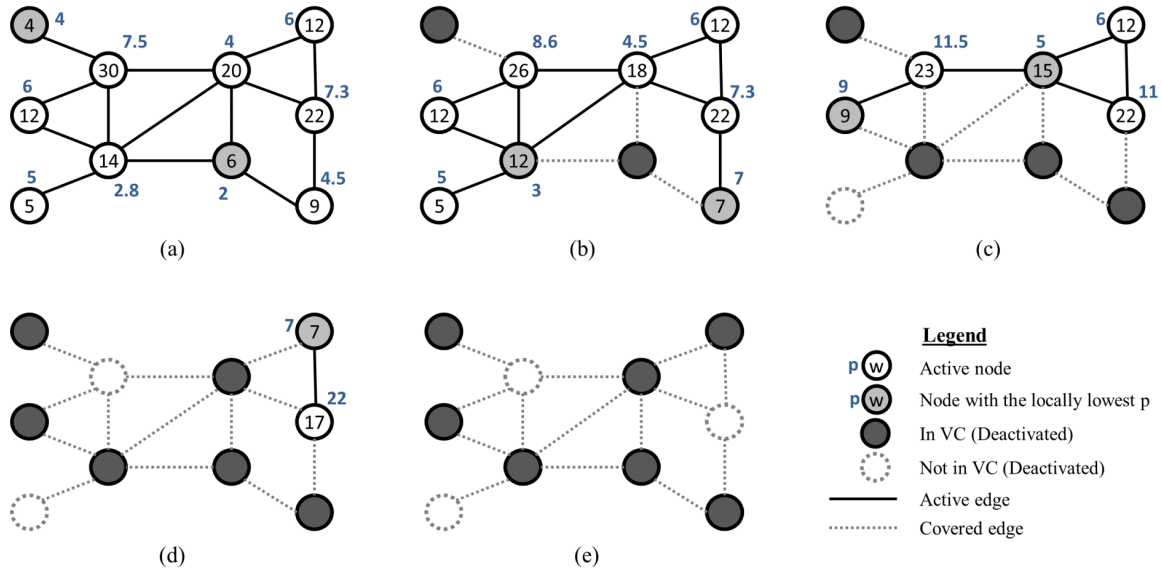 4 4 6 12
7.5 4
30 20
6 7.3
12 22
14 6
5 2.8 2 4.5
5 9
(a)
6 12
8.6 4.5
26 18
6 7.3
12 22
12
5 3 7
5 7
(b)
6 12
11.5 5
23 15
9 11
9 22
(c)
7 7
22
17
(d)
(e)
Legend
p w Active node
p w Node with the locally lowest p
In VC (Deactivated)
Not in VC (Deactivated)
Active edge
Covered edge